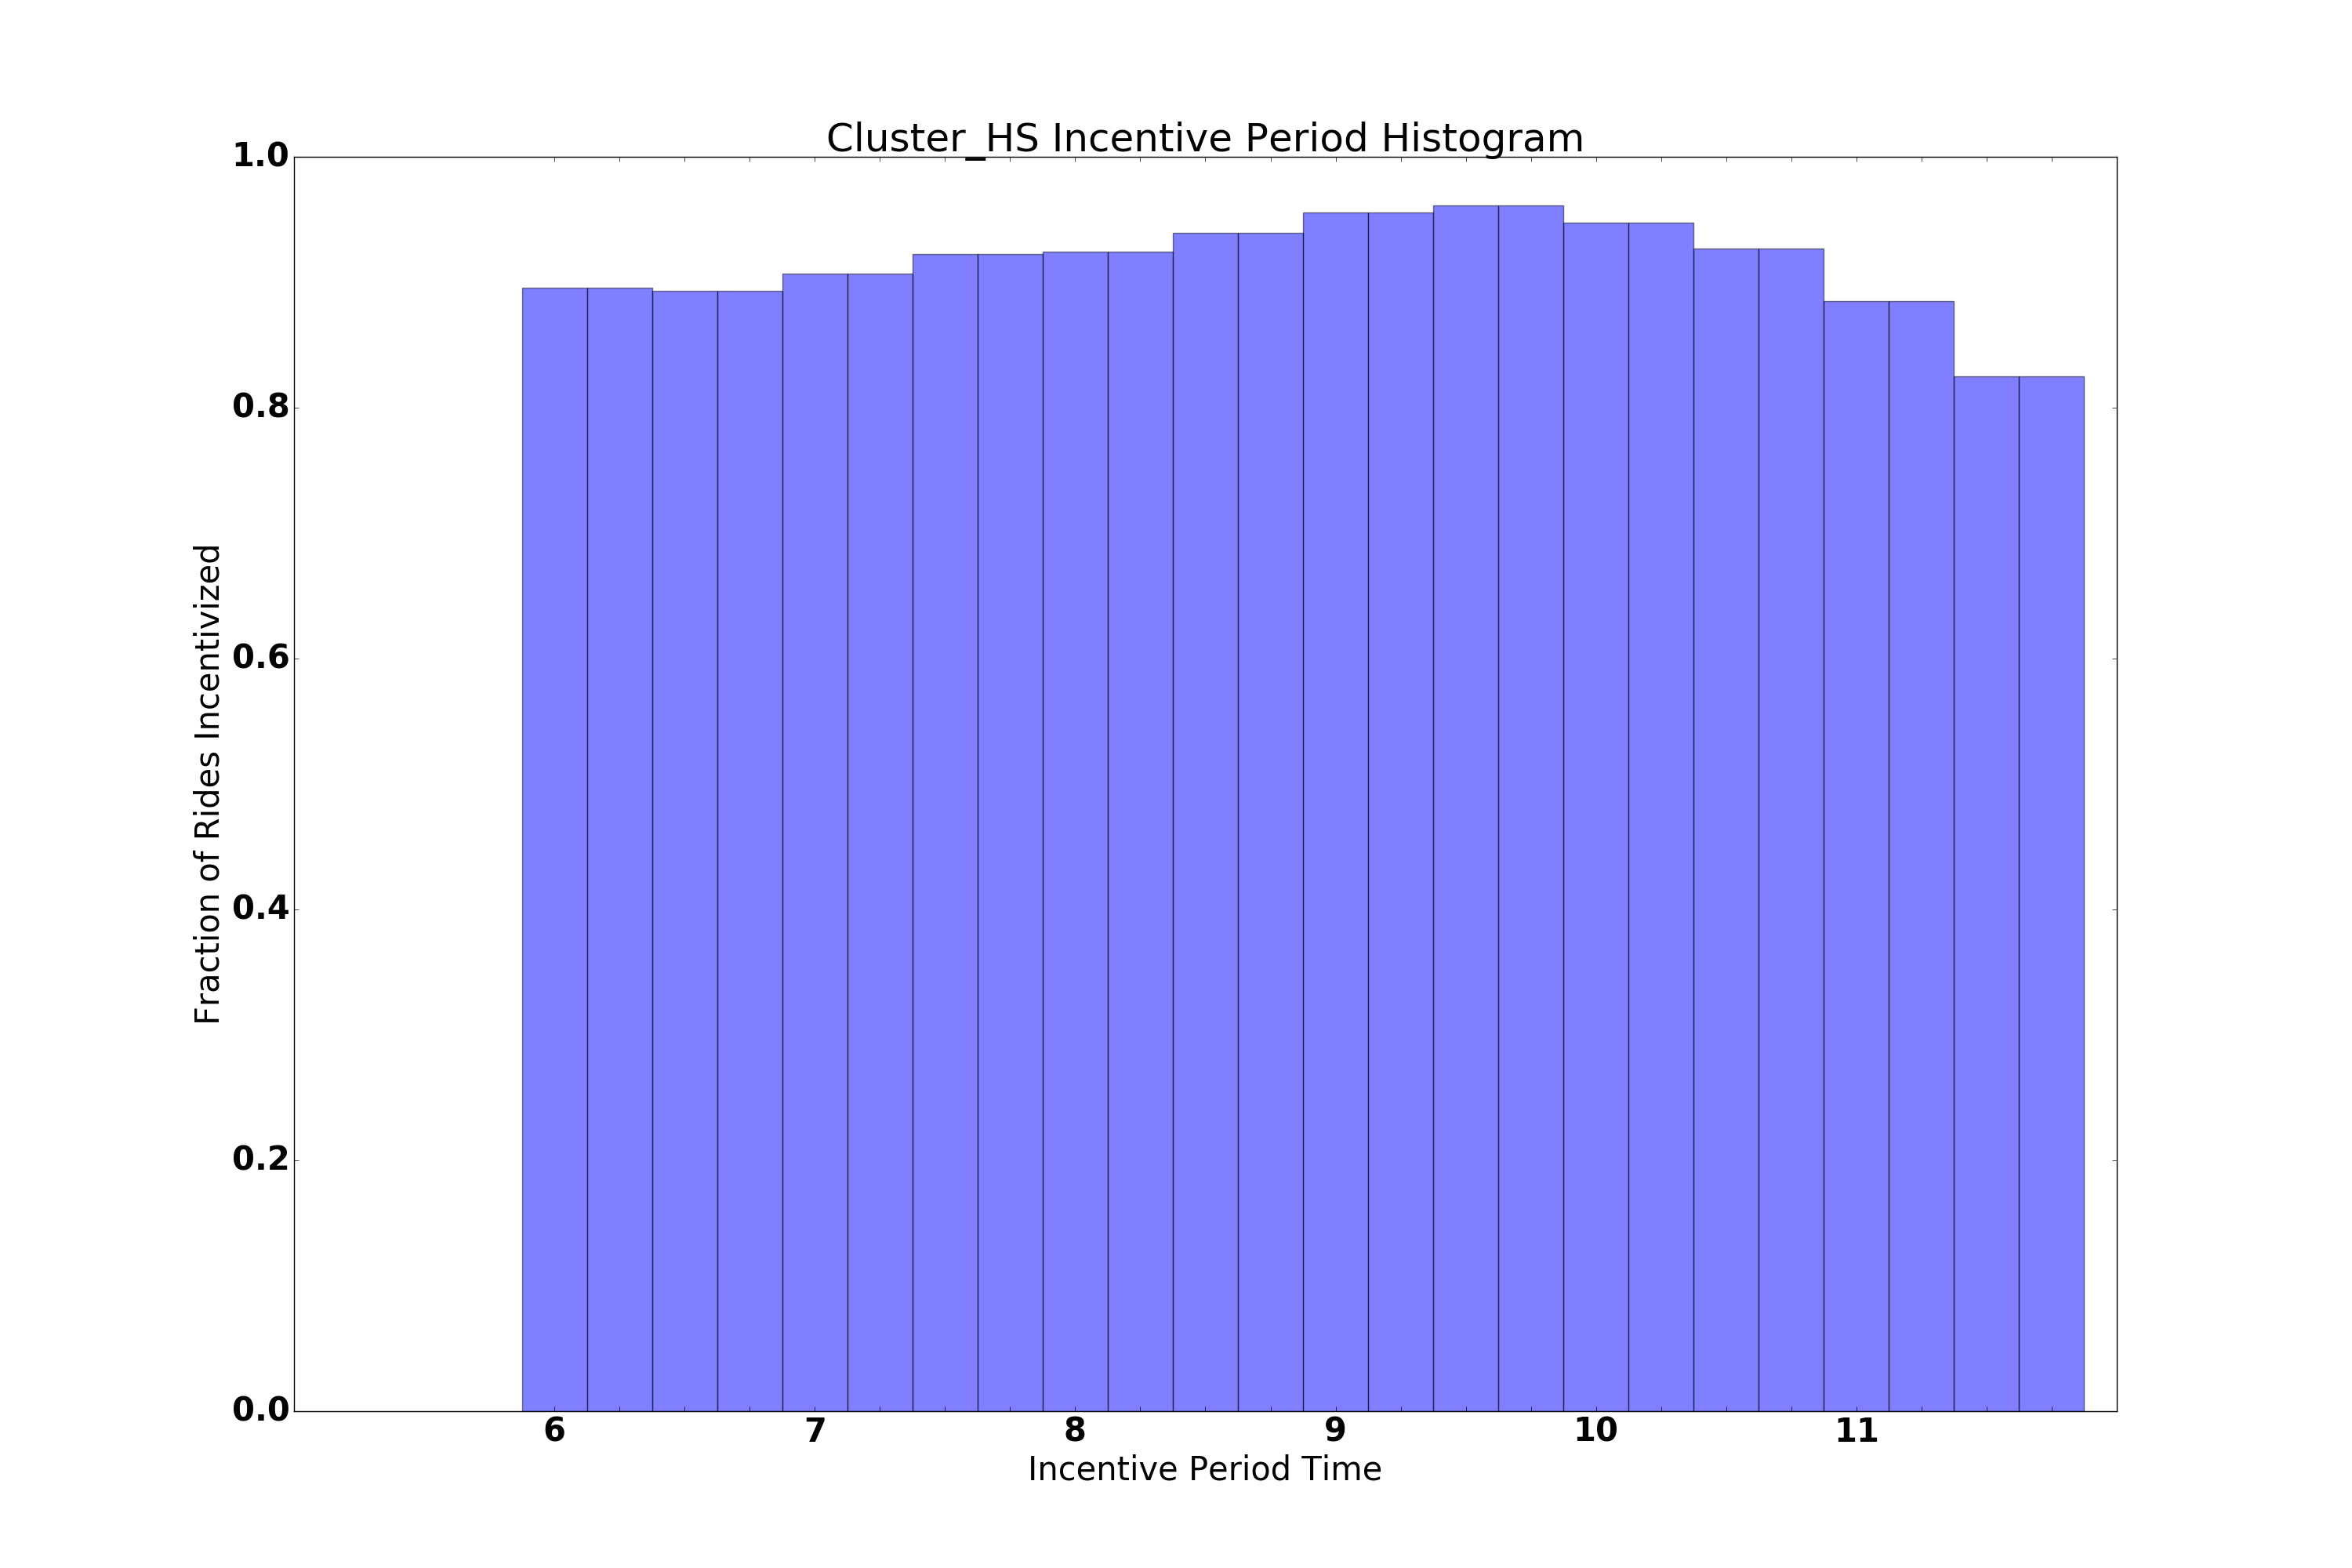 Cluster_HS Incentive Period Histogram
1.0
0.8
0.6
0.4
0.2
0.0
Fraction of Rides Incentivized
6 7 8 9 10 11
Incentive Period Time